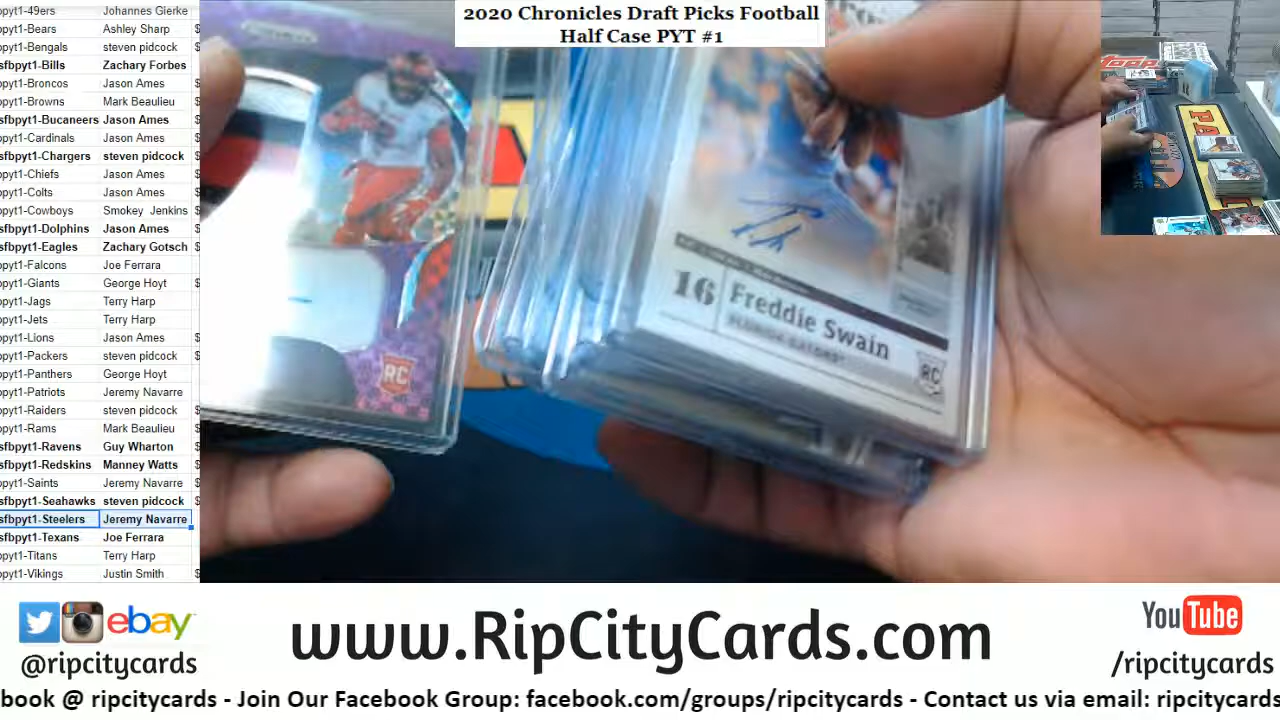 2020 Chronicles Draft Picks Football
Half Case PYT #1
pyt1-49ers Johannes Gierke
pyt1-Bears Ashley Sharp
pyt1-Bengals steven pidcock
sfbpyt1-Bills Zachary Forbes
pyt1-Broncos Jason Ames
pyt1-Browns Mark Beaulieu
sfbpyt1-Bucaneers Jason Ames
pyt1-Cardinals Jason Ames
sfbpyt1-Chargers steven pidcock
pyt1-Chiefs Jason Ames
pyt1-Colts Jason Ames
pyt1-Cowboys Smokey Jenkins
sfbpyt1-Dolphins Jason Ames
sfbpyt1-Eagles Zachary Gotsch
pyt1-Falcons Joe Ferrara
pyt1-Giants George Hoyt
pyt1-Jags Terry Harp
pyt1-Jets Terry Harp
pyt1-Lions Jason Ames
pyt1-Packers steven pidcock
pyt1-Panthers George Hoyt
pyt1-Patriots Jeremy Navarre
pyt1-Raiders steven pidcock
pyt1-Rams Mark Beaulieu
sfbpyt1-Ravens Guy Wharton
sfbpyt1-Redskins Manney Watts
pyt1-Saints Jeremy Navarre
sfbpyt1-Seahawks steven pidcock
sfbpyt1-Steelers Jeremy Navarre
sfbpyt1-Texans Joe Ferrara
pyt1-Titans Terry Harp
pyt1-Vikings Justin Smith
16 Freddie Swain
RC
RC
ebay
@ripcitycards
www.RipCityCards.com
YouTube
/ripcitycards
book @ ripcitycards - Join Our Facebook Group: facebook.com/groups/ripcitycards - Contact us via email: ripcitycards